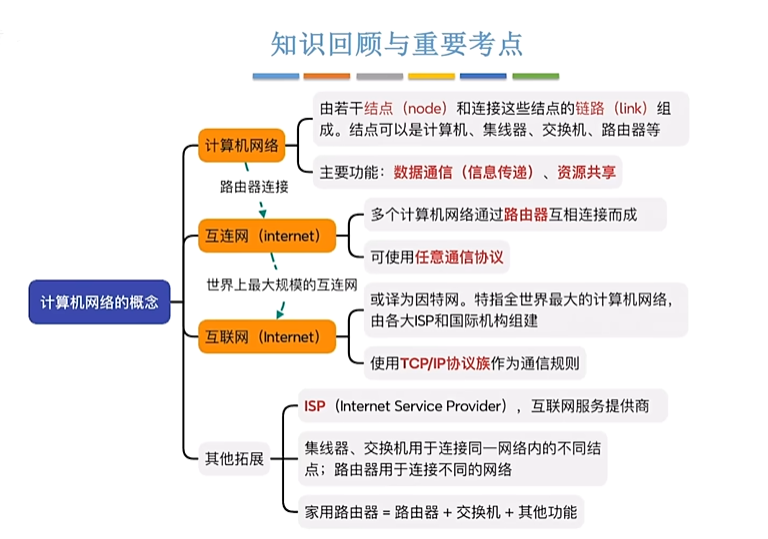 知识回顾与重要考点
由若干结点（node）和连接这些结点的链路（link）组
成。结点可以是计算机、集线器、交换机、路由器等
计算机网络
主要功能：数据通信（信息传递）、资源共享
路由器连接
多个计算机网络通过路由器互相连接而成
互连网（internet）
可使用任意通信协议
世界上最大规模的互连网
计算机网络的概念
或译为因特网。特指全世界最大的计算机网络，
由各大ISP和国际机构组建
互联网（Internet）
使用TCP/IP协议族作为通信规则
ISP（Internet Service Provider），互联网服务提供商
其他拓展
集线器、交换机用于连接同一网络内的不同结
点；路由器用于连接不同的网络
家用路由器 = 路由器 + 交换机 + 其他功能